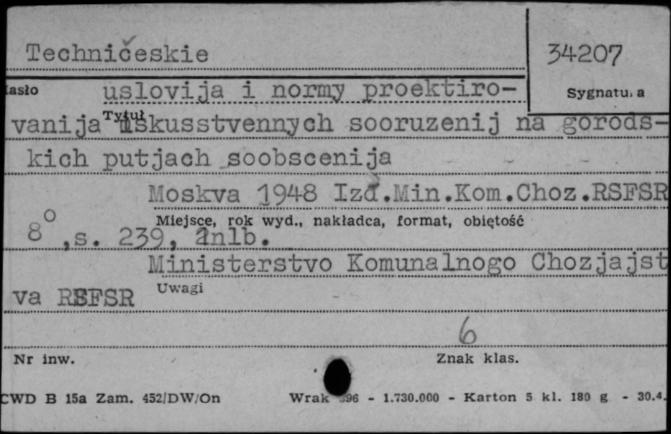 Techničeskie
34207
asło uslovija i normy proektiro-
Sygnatura
vanija Tytuł iskusstvennych sooruzenij na gorods-
kich putjach soobscenija
Moskva 1948 Izd.Min.Kom.Choz.RSFSR
Miejsce, rok wyd., nakładca, format, objętość
8°, s. 239, 2nlb.
Ministerstvo Komunalnogo Chozjajst
va RSFSR Uwagi
6
Nr inw. Znak klas.
CWD B 15a Zam. 452/DW/On Wrak 96 - 1.730.000 - Karton 5 kl. 180 g - 30.4.